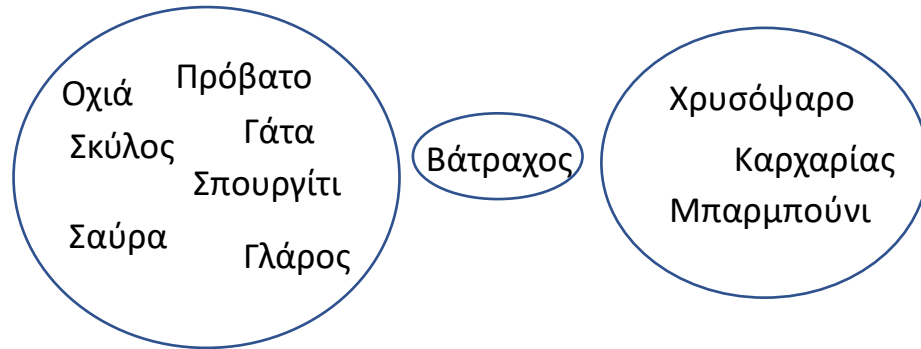 Οχιά
Πρόβατο
Σκύλος
Γάτα
Σπουργίτι
Σαύρα
Γλάρος
Βάτραχος
Χρυσόψαρο
Καρχαρίας
Μπαρμπούνι